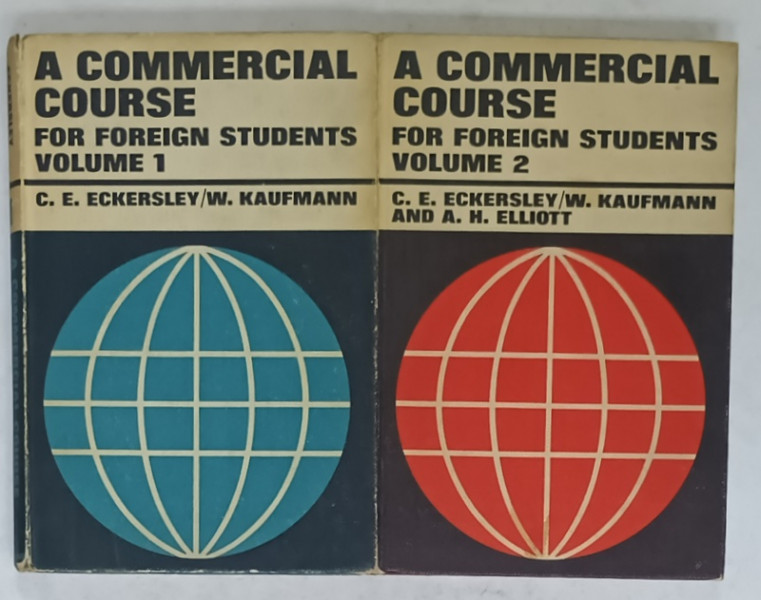 A COMMERCIAL
COURSE
FOR FOREIGN STUDENTS
VOLUME 1
C. E. ECKERSLEY/W. KAUFMANN
A COMMERCIAL
COURSE
FOR FOREIGN STUDENTS
VOLUME 2
C. E. ECKERSLEY/W. KAUFMANN
AND A. H. ELLIOTT